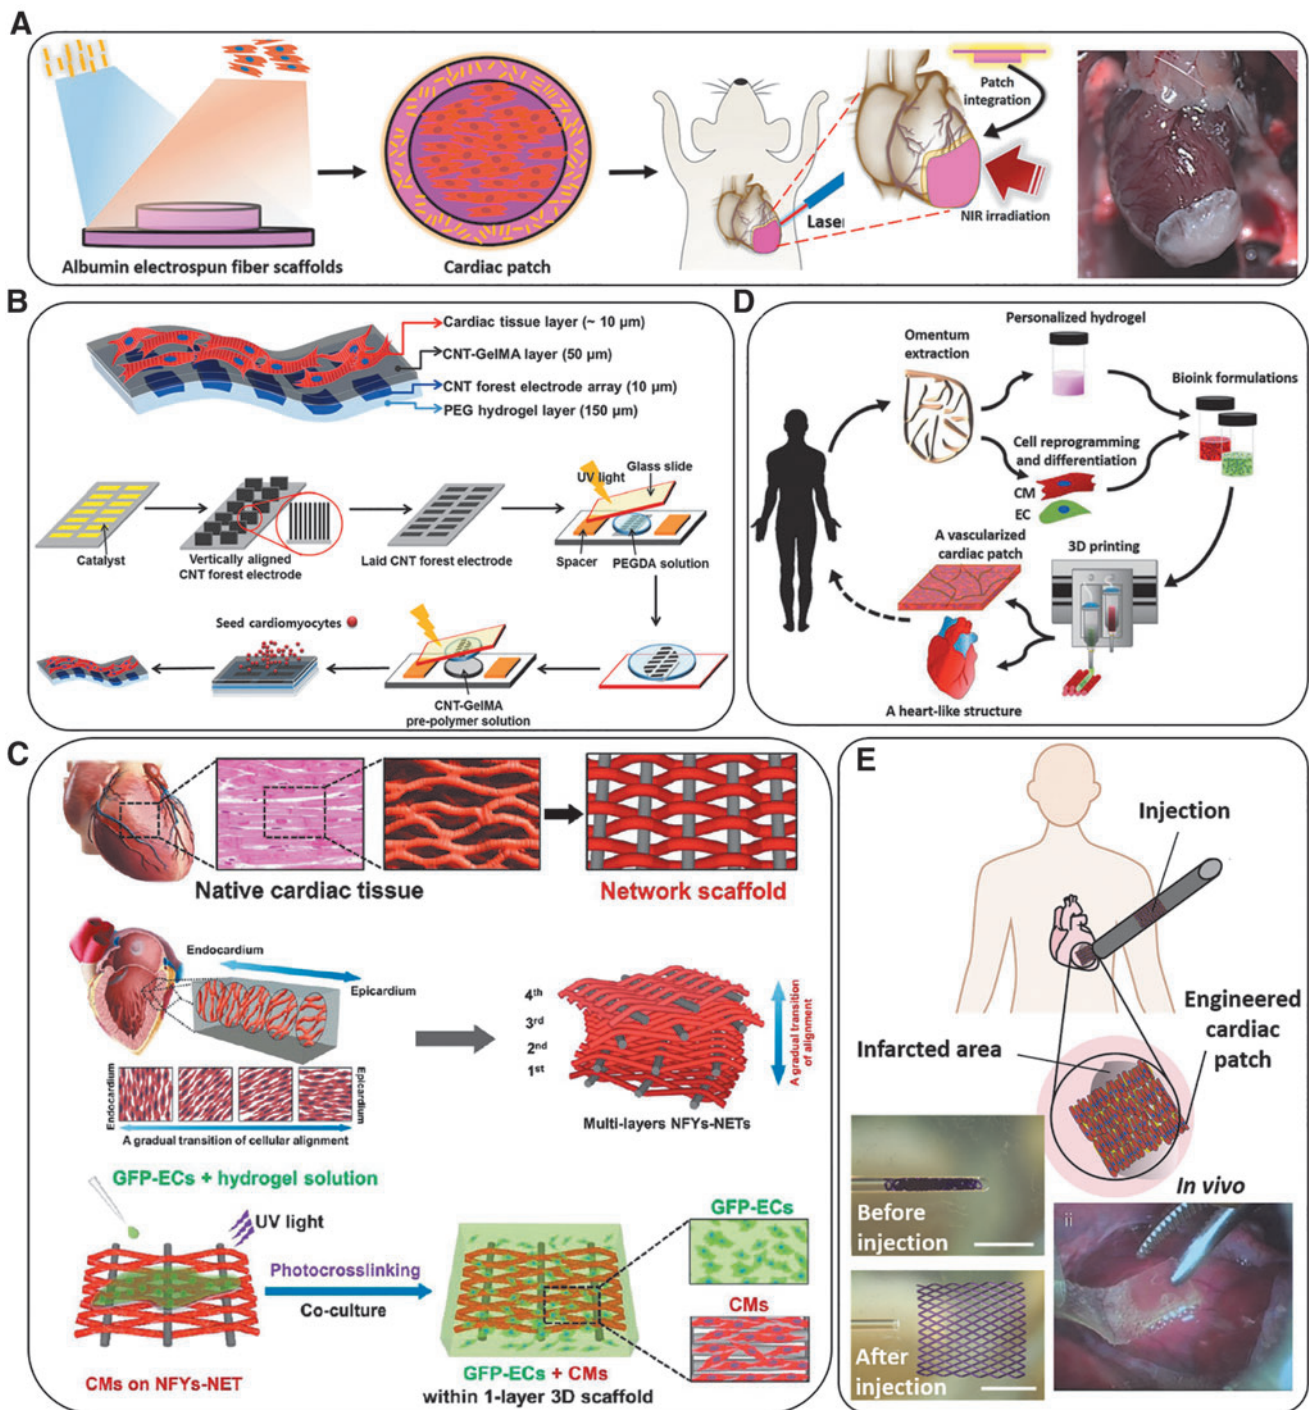 A
Albumin electrospun fiber scaffolds
Cardiac patch
Laser
Patch
integration
NIR irradiation
B
Cardiac tissue layer (~ 10 µm)
CNT-GelMA layer (50 µm)
CNT forest electrode array (10 µm)
PEG hydrogel layer (150 µm)
Catalyst
Vertically aligned
CNT forest electrode
Laid CNT forest electrode
UV light
Glass slide
Spacer
PEGDA solution
Seed cardiomyocytes
CNT-GelMA
pre-polymer solution
D
Omentum
extraction
Personalized hydrogel
Bioink formulations
Cell reprogramming
and differentiation
CM
EC
3D printing
A vascularized
cardiac patch
A heart-like structure
C
Native cardiac tissue
Network scaffold
Endocardium
Epicardium
Endocardium
Epicardium
A gradual transition of cellular alignment
4th
3rd
2nd
1st
A gradual transition
of alignment
Multi-layers NFYs-NETs
GFP-ECs + hydrogel solution
UV light
Photocrosslinking
Co-culture
CMs on NFYs-NET
GFP-ECs + CMs
within 1-layer 3D scaffold
GFP-ECs
CMs
E
Injection
Engineered
cardiac
patch
Infarcted area
Before
injection
After
injection
In vivo
ii